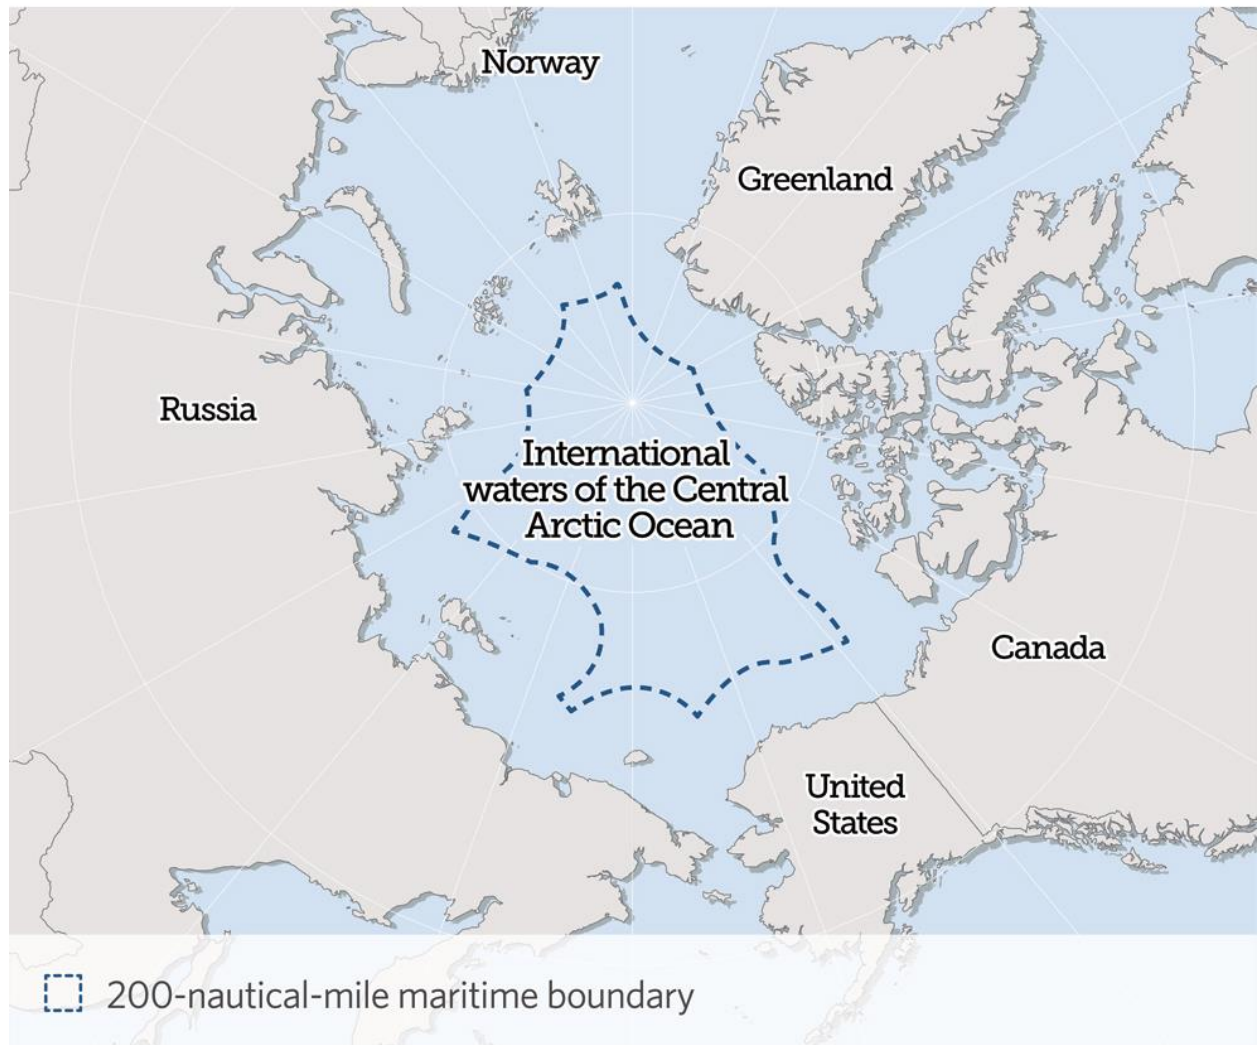 Norway
Greenland
Russia
International
waters of the Central
Arctic Ocean
Canada
United
States
200-nautical-mile maritime boundary